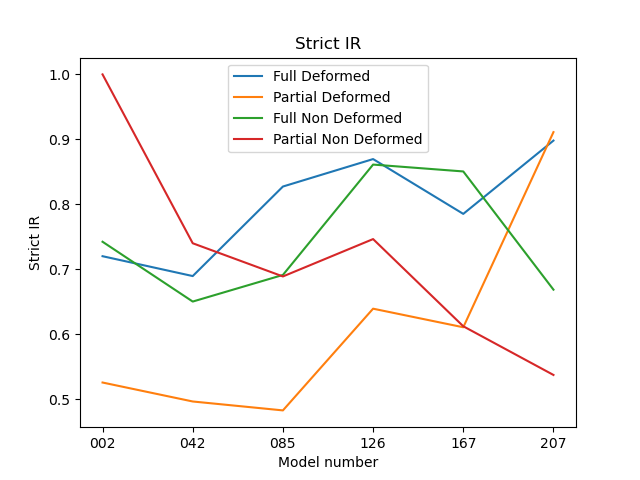 Strict IR
Full Deformed
Partial Deformed
Full Non Deformed
Partial Non Deformed
1.0
0.9
0.8
0.7
0.6
0.5
Strict IR
002 042 085 126 167 207
Model number